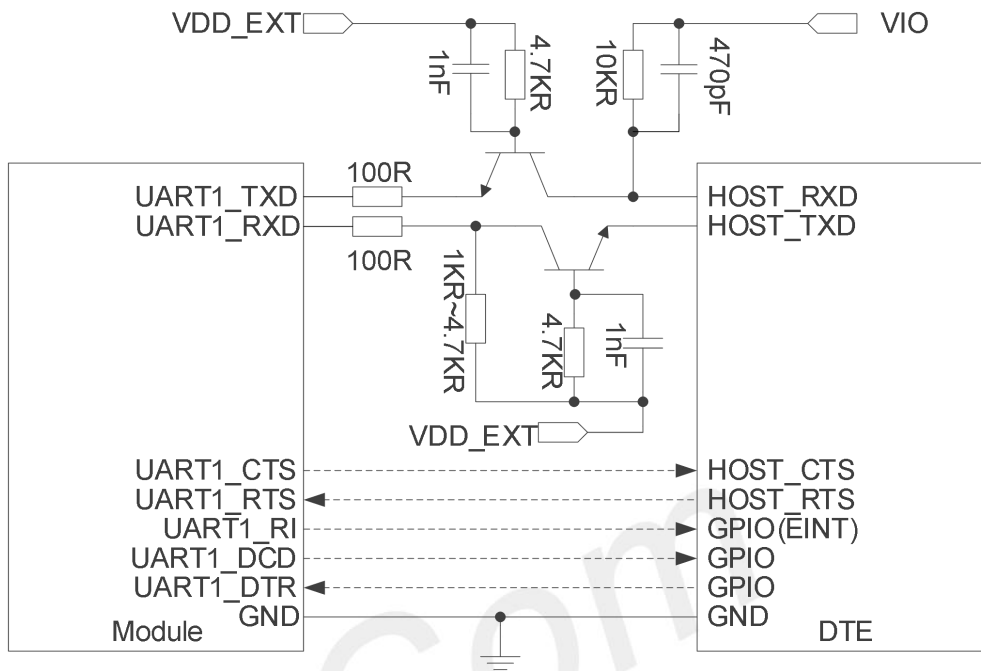 VDD_EXT
VIO
1nF
4.7KR
10KR
470pF
100R
UART1_TXD
HOST_RXD
UART1_RXD
HOST_TXD
100R
1KR~4.7KR
4.7KR
1nF
VDD_EXT
UART1_CTS
HOST_CTS
UART1_RTS
HOST_RTS
UART1_RI
GPIO(EINT)
UART1_DCD
GPIO
UART1_DTR
GPIO
GND
GND
Module
DTE
Com